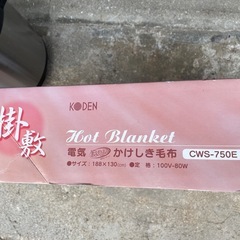 掛敷
KODEN
Hot Blanket
電気 かけしき毛布 CWS-750E
●サイズ：188×130cm ●定格：100V-80W